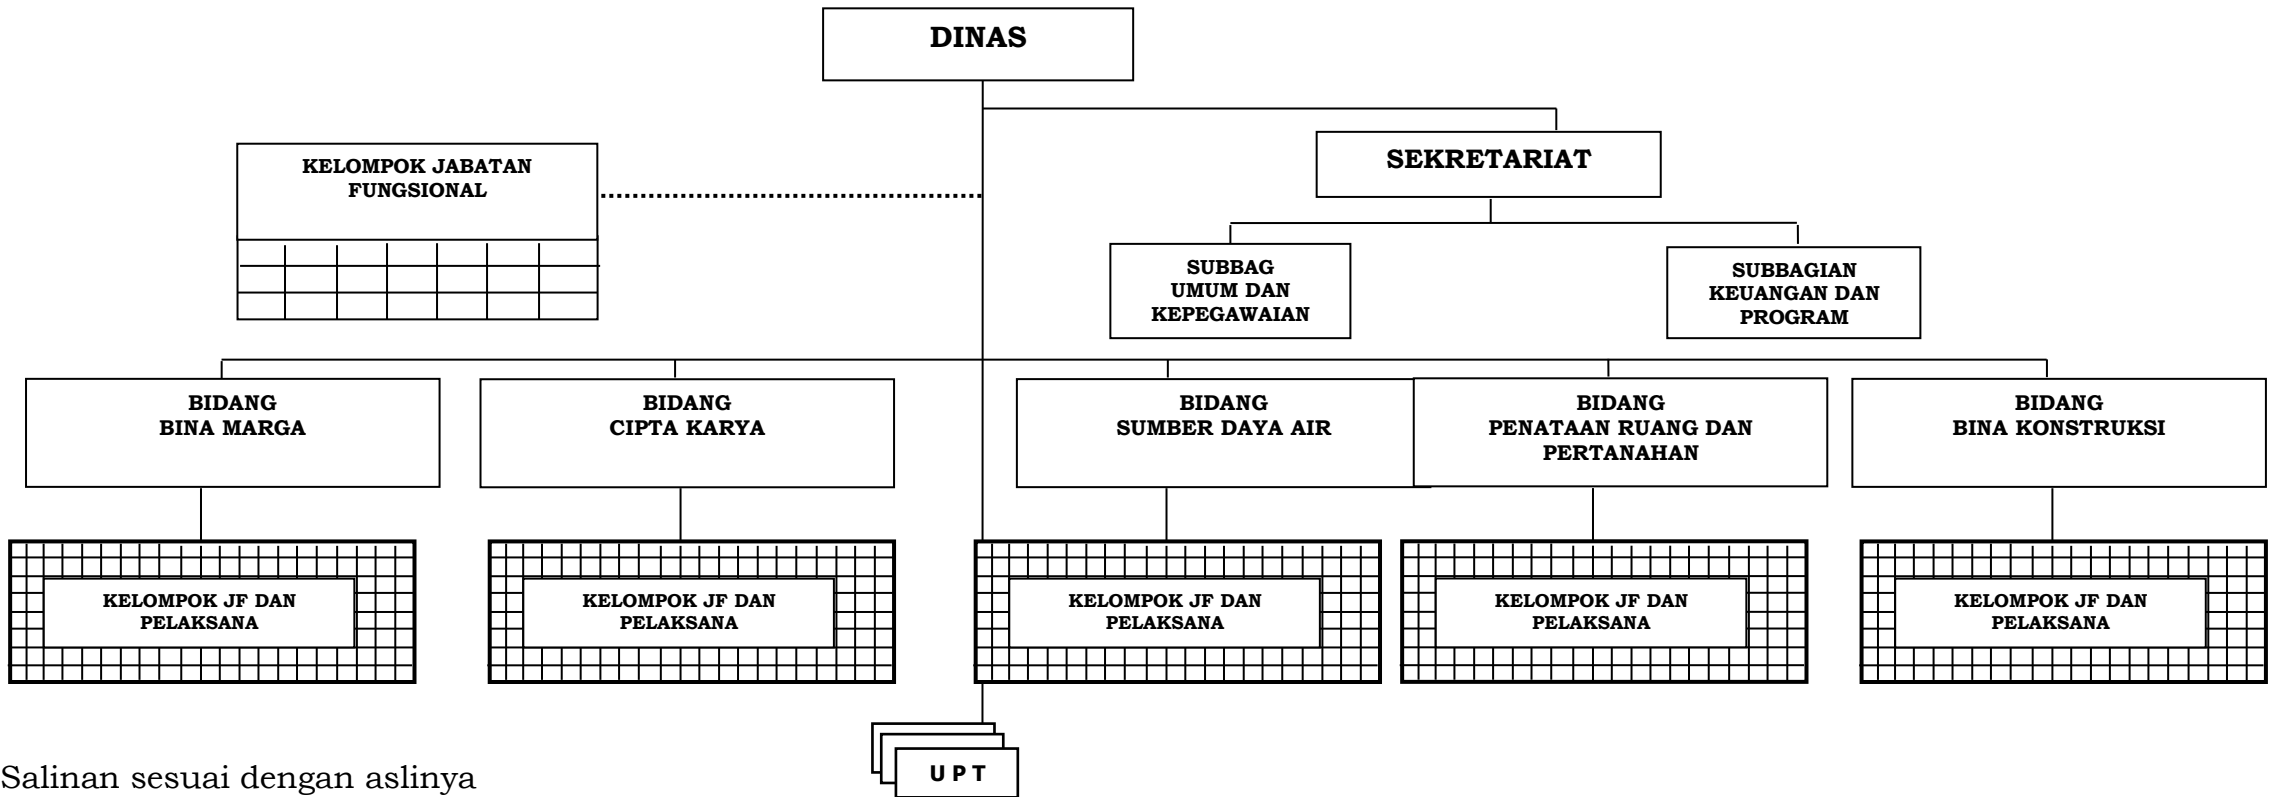 DINAS
SEKRETARIAT
KELOMPOK JABATAN
FUNGSIONAL
SUBBAG
UMUM DAN
KEPEGAWAIAN
SUBBAGIAN
KEUANGAN DAN
PROGRAM
BIDANG
BINA MARGA
BIDANG
CIPTA KARYA
BIDANG
SUMBER DAYA AIR
BIDANG
PENATAAN RUANG DAN
PERTANAHAN
BIDANG
BINA KONSTRUKSI
KELOMPOK JF DAN
PELAKSANA
KELOMPOK JF DAN
PELAKSANA
KELOMPOK JF DAN
PELAKSANA
KELOMPOK JF DAN
PELAKSANA
KELOMPOK JF DAN
PELAKSANA
U P T
Salinan sesuai dengan aslinya